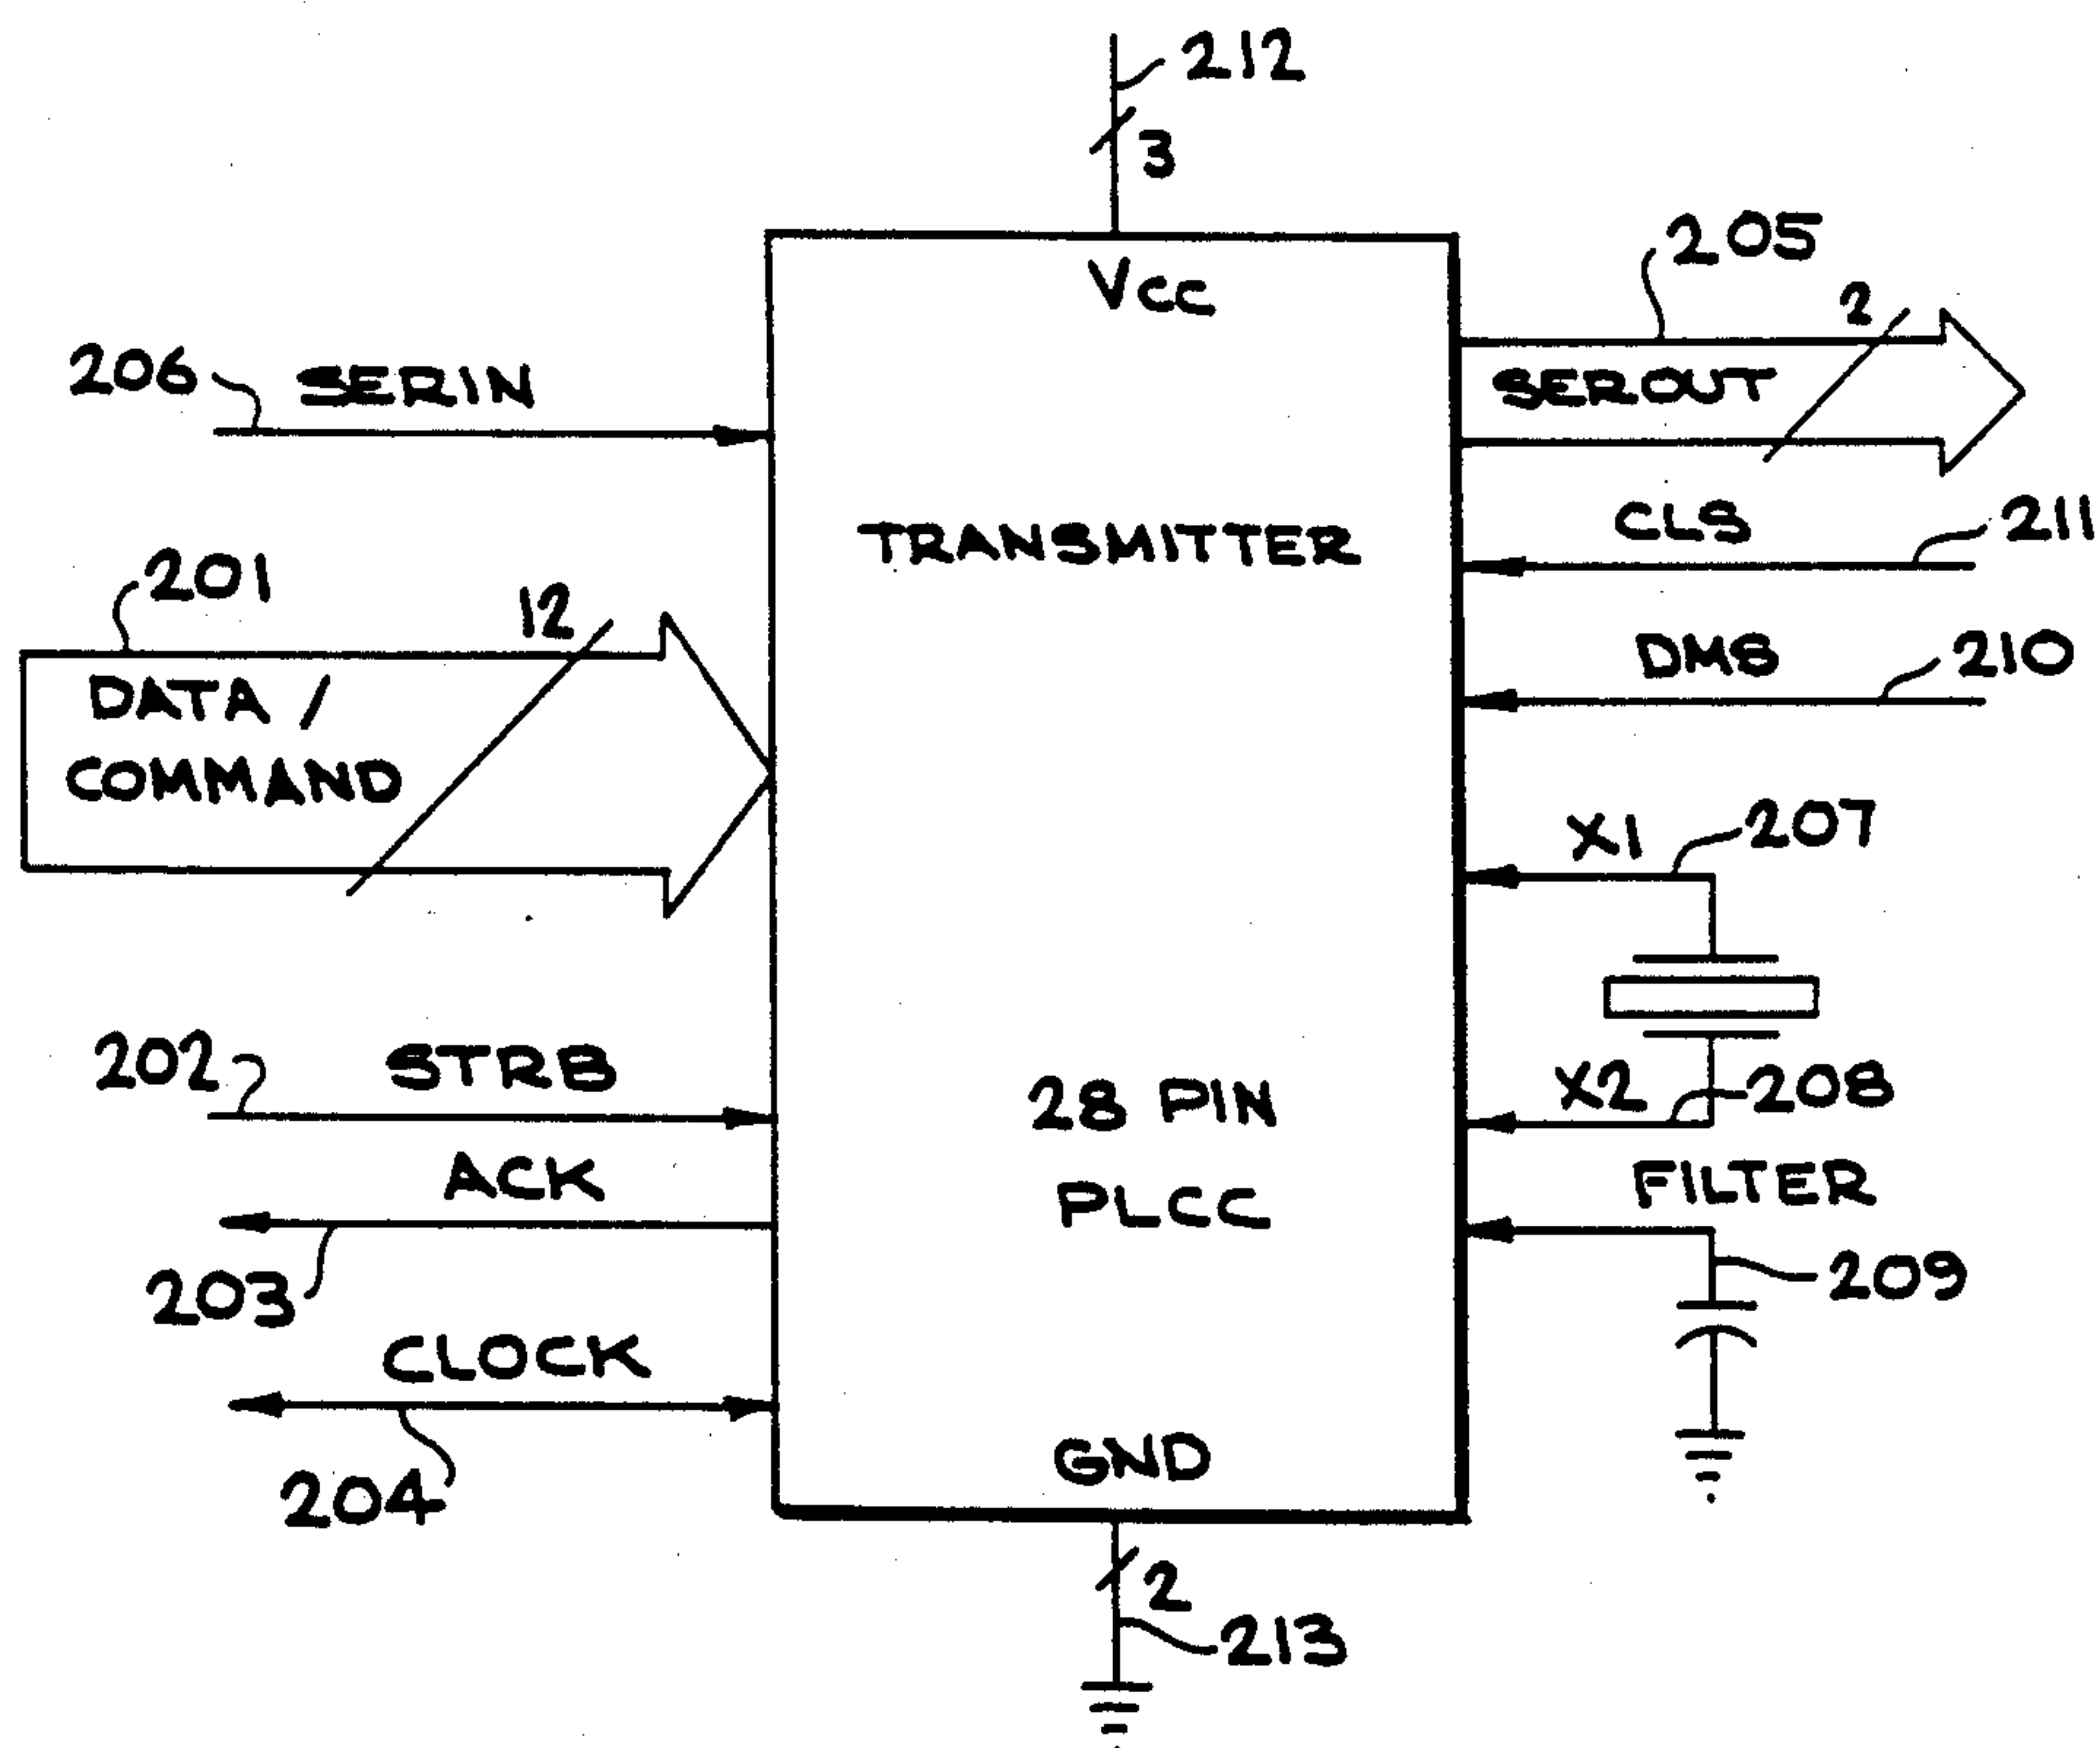 212
3
Vcc
205
2
SEROUT
206 SERIN
TRANSMITTER
CLS
211
201
12
DATA /
COMMAND
DMS
210
X1
207
202
STRB
28 PIN
PLCC
X2
208
ACK
203
FILTER
209
CLOCK
204
GND
2
213